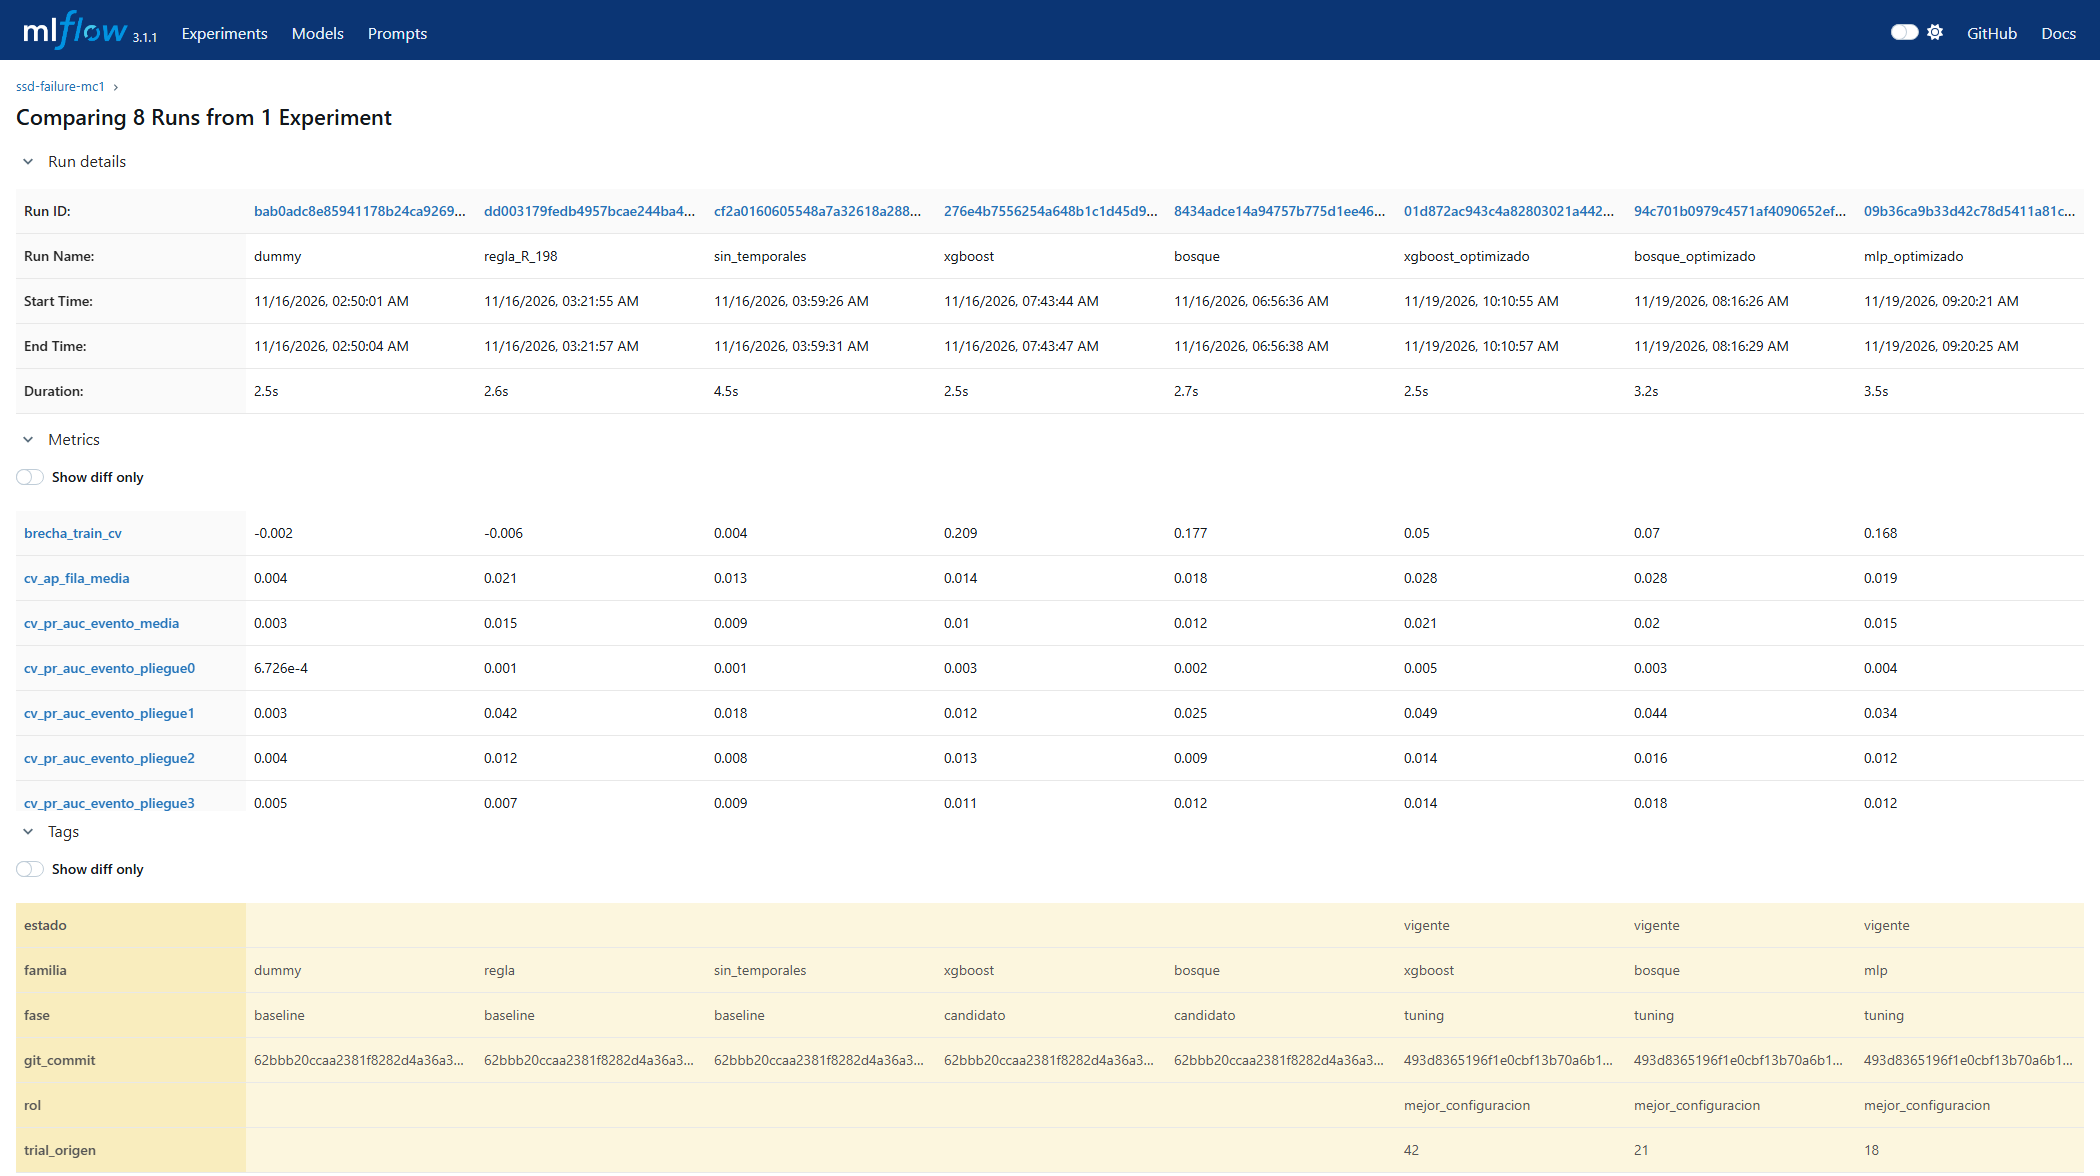 mlflow 3.1.1 Experiments Models Prompts GitHub Docs
ssd-failure-mc1 ›
Comparing 8 Runs from 1 Experiment
Run details
Run ID: bab0adc8e85941178b24ca9269... dd003179fedb4957bcae244ba4... cf2a0160605548a7a32618a288... 276e4b7556254a648b1c1d45d9... 8434adce14a94757b775d1ee46... 01d872ac943c4a82803021a442... 94c701b0979c4571af4090652ef... 09b36ca9b33d42c78d5411a81c...
Run Name: dummy regla_R_198 sin_temporales xgboost bosque xgboost_optimizado bosque_optimizado mlp_optimizado
Start Time: 11/16/2026, 02:50:01 AM 11/16/2026, 03:21:55 AM 11/16/2026, 03:59:26 AM 11/16/2026, 07:43:44 AM 11/16/2026, 06:56:36 AM 11/19/2026, 10:10:55 AM 11/19/2026, 08:16:26 AM 11/19/2026, 09:20:21 AM
End Time: 11/16/2026, 02:50:04 AM 11/16/2026, 03:21:57 AM 11/16/2026, 03:59:31 AM 11/16/2026, 07:43:47 AM 11/16/2026, 06:56:38 AM 11/19/2026, 10:10:57 AM 11/19/2026, 08:16:29 AM 11/19/2026, 09:20:25 AM
Duration: 2.5s 2.6s 4.5s 2.5s 2.7s 2.5s 3.2s 3.5s
Metrics
Show diff only
brecha_train_cv -0.002 -0.006 0.004 0.209 0.177 0.05 0.07 0.168
cv_ap_fila_media 0.004 0.021 0.013 0.014 0.018 0.028 0.028 0.019
cv_pr_auc_evento_media 0.003 0.015 0.009 0.01 0.012 0.021 0.02 0.015
cv_pr_auc_evento_pliegue0 6.726e-4 0.001 0.001 0.003 0.002 0.005 0.003 0.004
cv_pr_auc_evento_pliegue1 0.003 0.042 0.018 0.012 0.025 0.049 0.044 0.034
cv_pr_auc_evento_pliegue2 0.004 0.012 0.008 0.013 0.009 0.014 0.016 0.012
cv_pr_auc_evento_pliegue3 0.005 0.007 0.009 0.011 0.012 0.014 0.018 0.012
Tags
Show diff only
estado vigente vigente vigente
familia dummy regla sin_temporales xgboost bosque xgboost bosque mlp
fase baseline baseline baseline candidato candidato tuning tuning tuning
git_commit 62bbb20ccaa2381f8282d4a36a3... 62bbb20ccaa2381f8282d4a36a3... 62bbb20ccaa2381f8282d4a36a3... 62bbb20ccaa2381f8282d4a36a3... 62bbb20ccaa2381f8282d4a36a3... 493d8365196f1e0cbf13b70a6b1... 493d8365196f1e0cbf13b70a6b1... 493d8365196f1e0cbf13b70a6b1...
rol mejor_configuracion mejor_configuracion mejor_configuracion
trial_origen 42 21 18